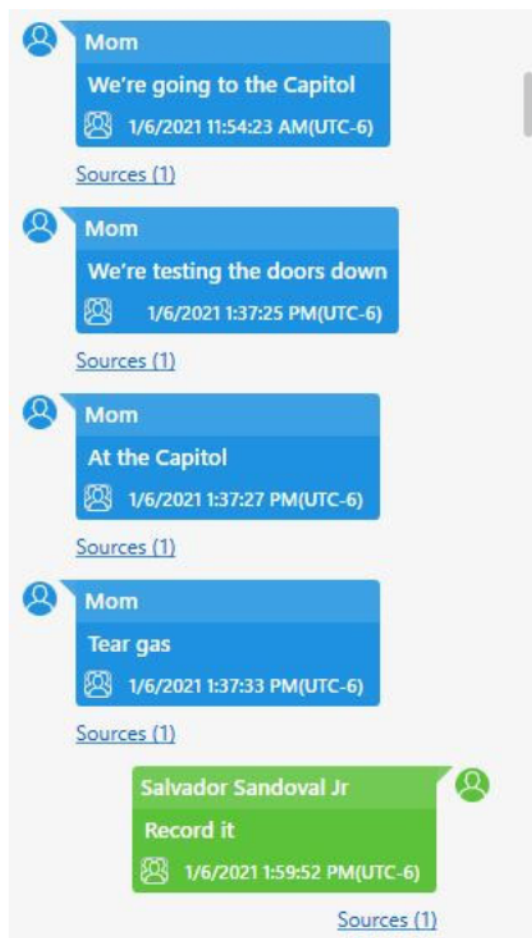 Mom
We're going to the Capitol
1/6/2021 11:54:23 AM(UTC-6)
Sources (1)
Mom
We're testing the doors down
1/6/2021 1:37:25 PM(UTC-6)
Sources (1)
Mom
At the Capitol
1/6/2021 1:37:27 PM(UTC-6)
Sources (1)
Mom
Tear gas
1/6/2021 1:37:33 PM(UTC-6)
Sources (1)
Salvador Sandoval Jr
Record it
1/6/2021 1:59:52 PM(UTC-6)
Sources (1)